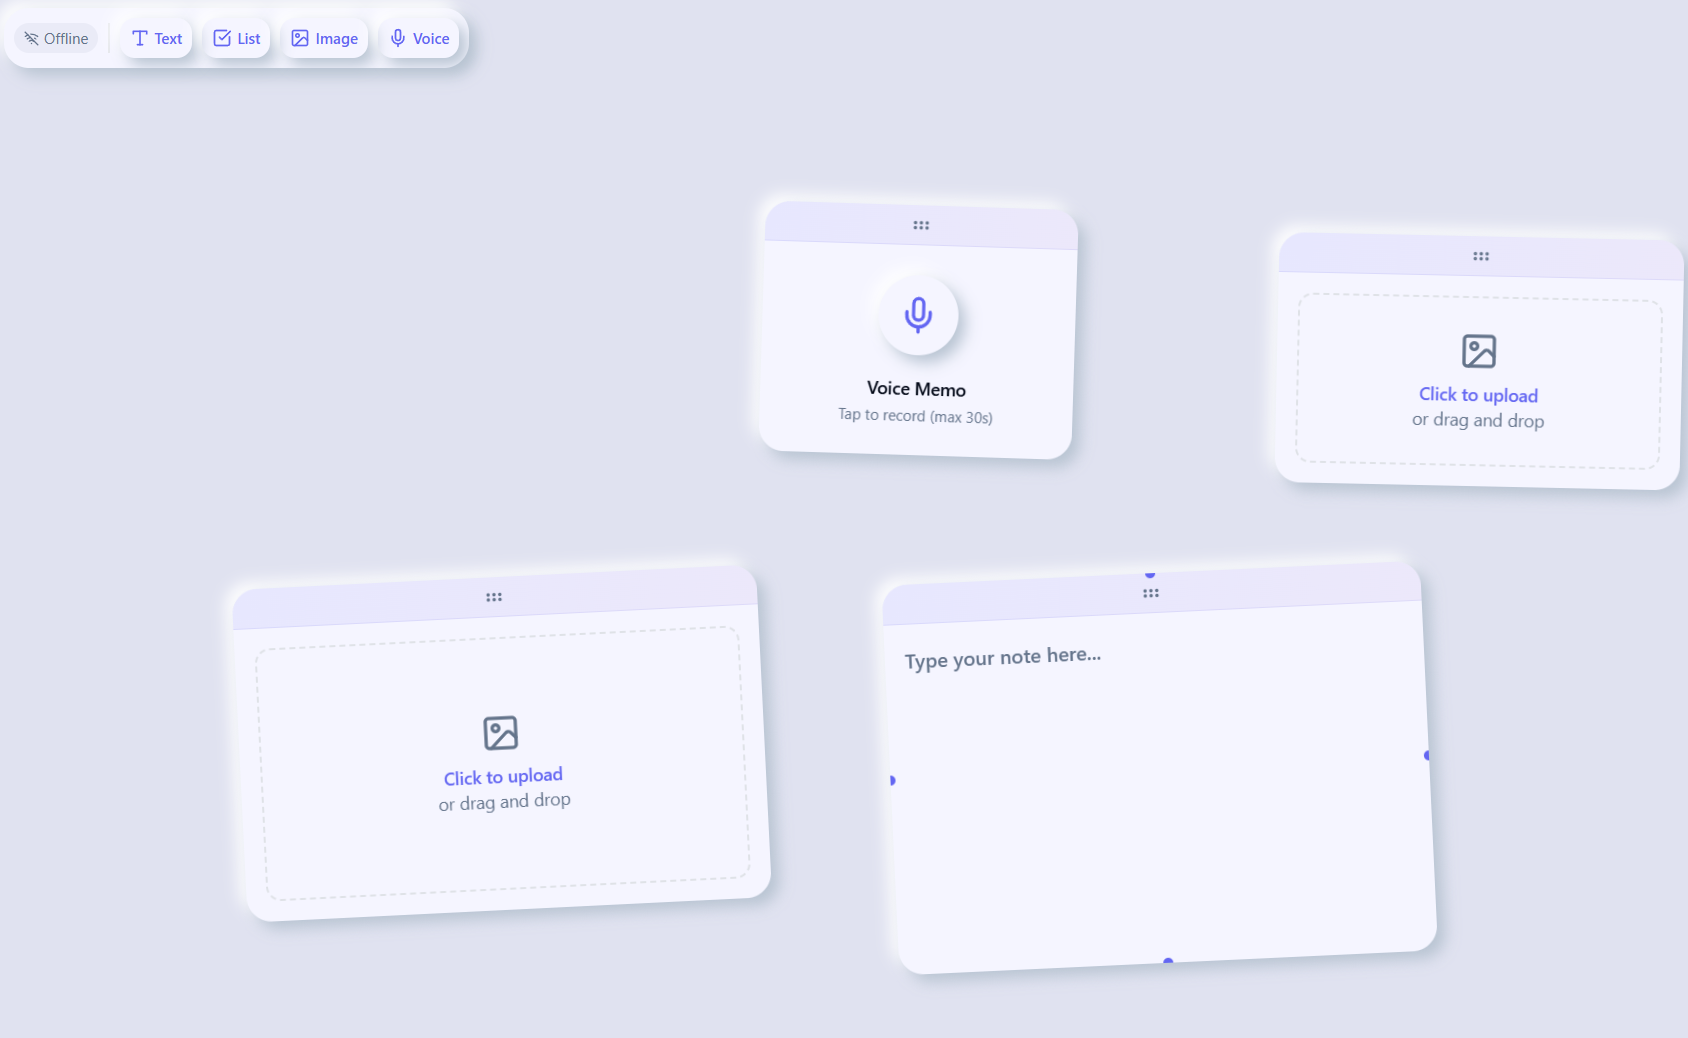 Offline
Text
List
Image
Voice
Voice Memo
Tap to record (max 30s)
Click to upload
or drag and drop
Click to upload
or drag and drop
Type your note here...